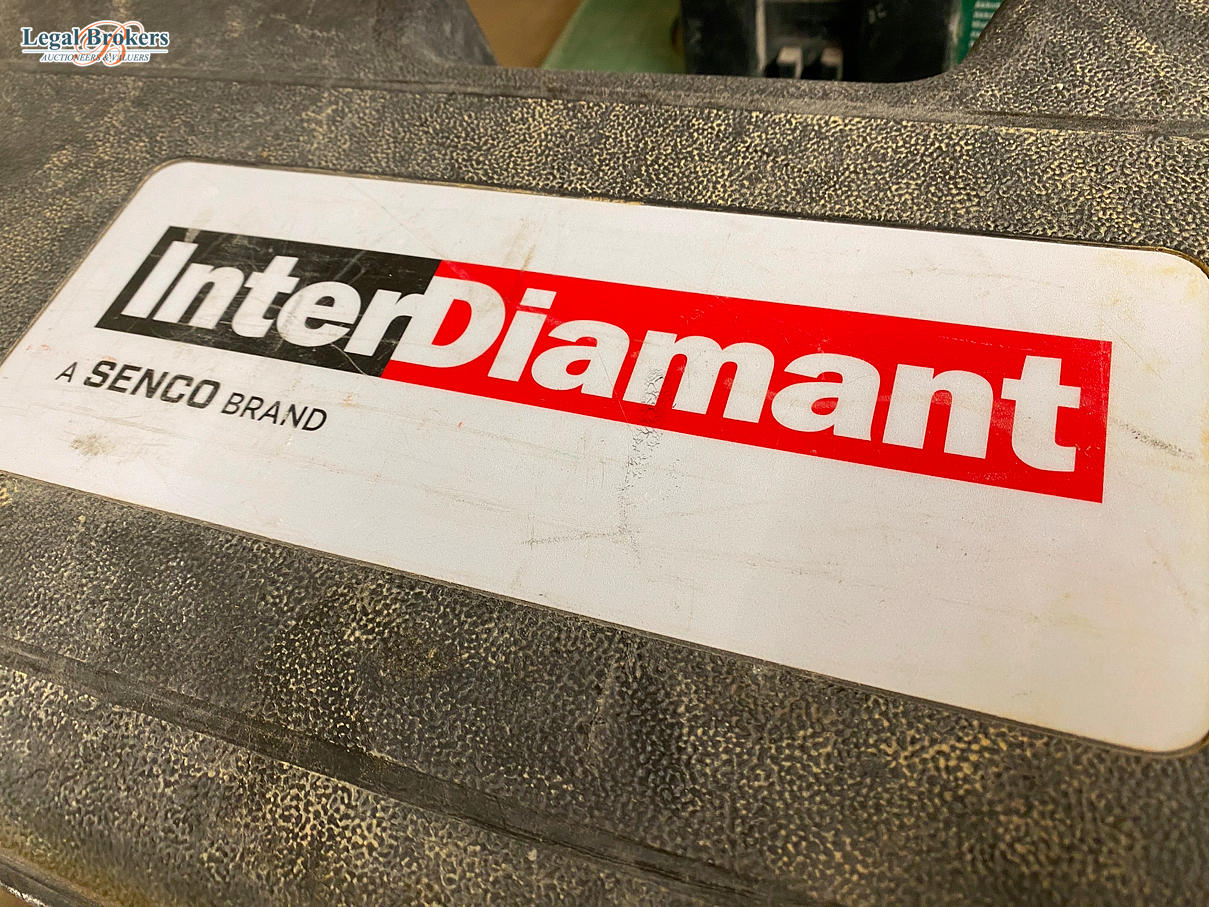 Legal Brokers
AUCTIONEERS & VALUERS
InterDiamant
A SENCO BRAND